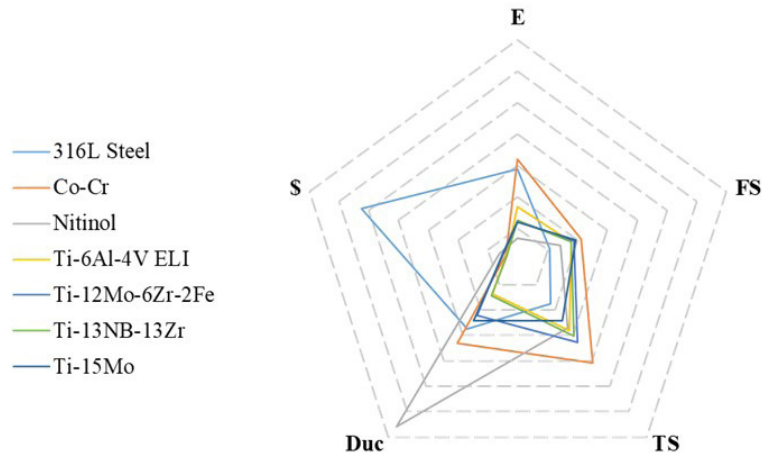 E
316L Steel
Co-Cr
$
FS
Nitinol
Ti-6Al-4V ELI
Ti-12Mo-6Zr-2Fe
Ti-13NB-13Zr
Ti-15Mo
Duc
TS